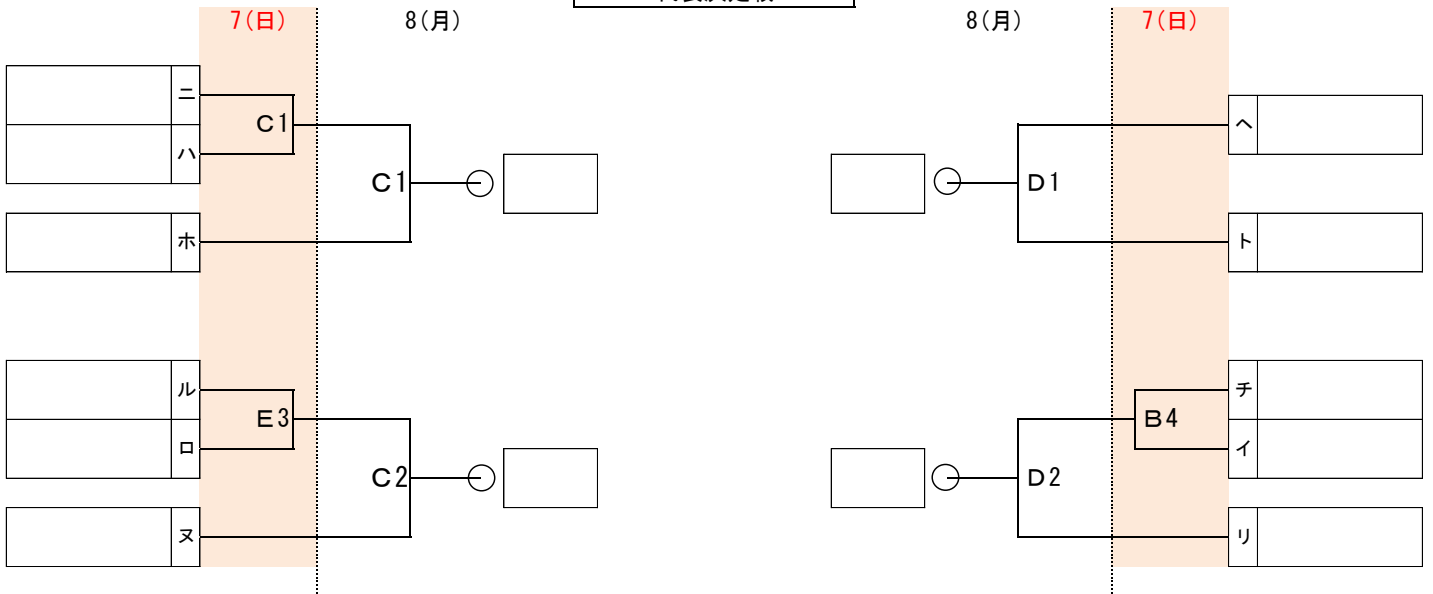 7(日) 8(月) 8(月) 7(日)
ニ
C1 ヘ
ハ
C1 D1
ホ ト
ル チ
E3 B4
ロ イ
C2 D2
ヌ リ